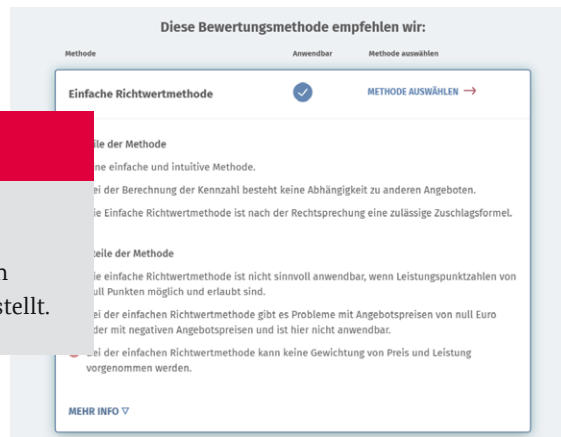 Diese Bewertungsmethode empfehlen wir:
Methode Anwendbar Methode auswählen
Einfache Richtwertmethode METHODE AUSWÄHLEN →
ile der Methode
ne einfache und intuitive Methode.
ei der Berechnung der Kennzahl besteht keine Abhängigkeit zu anderen Angeboten.
ie Einfache Richtwertmethode ist nach der Rechtsprechung eine zulässige Zuschlagsformel.
teile der Methode
ie einfache Richtwertmethode ist nicht sinnvoll anwendbar, wenn Leistungspunktzahlen von
ull Punkten möglich und erlaubt sind.
stellt.
ei der einfachen Richtwertmethode gibt es Probleme mit Angebotspreisen von null Euro
der mit negativen Angebotspreisen und ist hier nicht anwendbar.
ei der einfachen Richtwertmethode kann keine Gewichtung von Preis und Leistung
vorgenommen werden.
MEHR INFO ▽